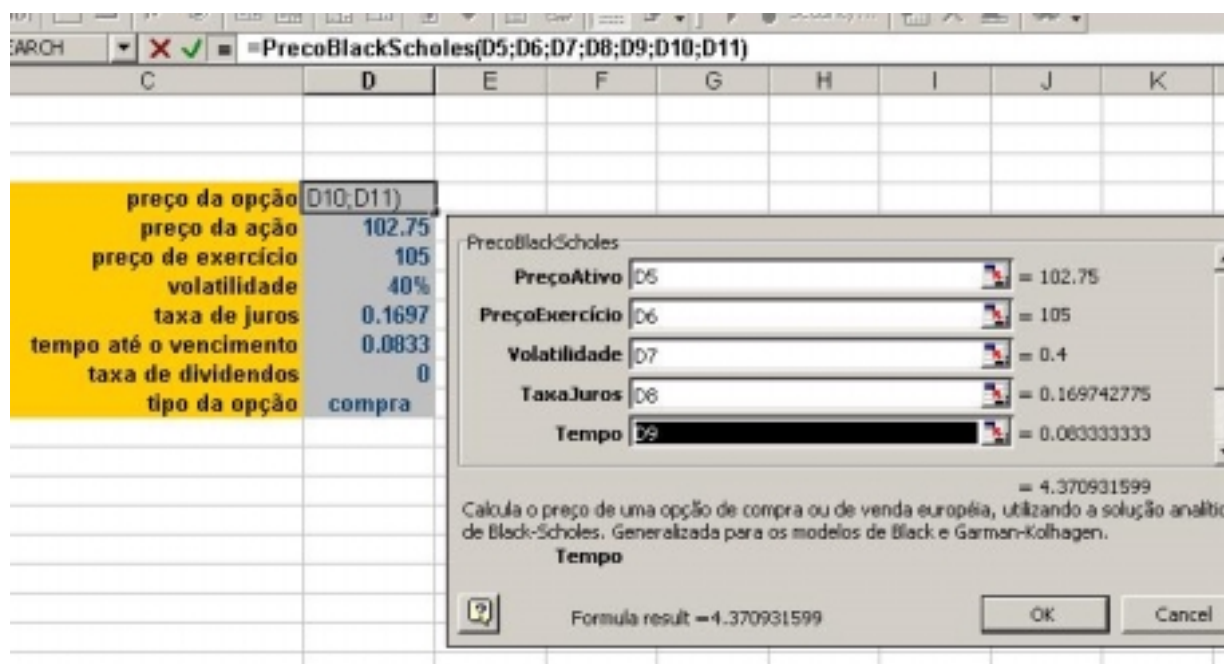 EARCH =PrecoBlackScholes(D5;D6;D7;D8;D9;D10;D11)
C D E F G H I J K
preço da opção D10;D11)
preço da ação 102.75
preço de exercício 105
volatilidade 40%
taxa de juros 0.1697
tempo até o vencimento 0.0833
taxa de dividendos 0
tipo da opção compra
PrecoBlackScholes
PreçoAtivo D5 = 102.75
PreçoExercício D6 = 105
Volatilidade D7 = 0.4
TaxaJuros D8 = 0.169742775
Tempo D9 = 0.083333333
= 4.370931599
Calcula o preço de uma opção de compra ou de venda européia, utilizando a solução analític
de Black-Scholes. Generalizada para os modelos de Black e Garman-Kolhagen.
Tempo
Formula result =4.370931599
OK Cancel